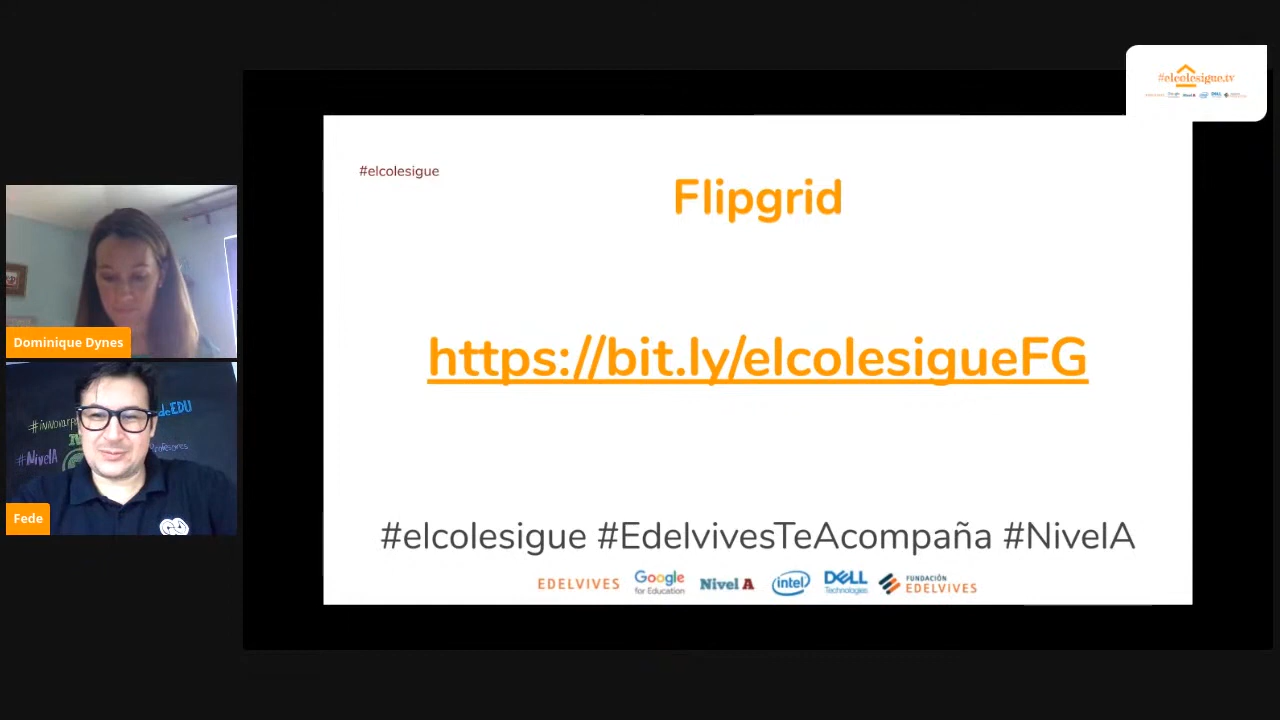 #elcolesigue.tv
#elcolesigue
Flipgrid
https://bit.ly/elcolesigueFG
#elcolesigue #EdelvivesTeAcompaña #NivelA
EDELVIVES Google for Education Nivel A intel DELL Technologies FUNDACIÓN EDELVIVES
Dominique Dynes
#NivelA
Fede